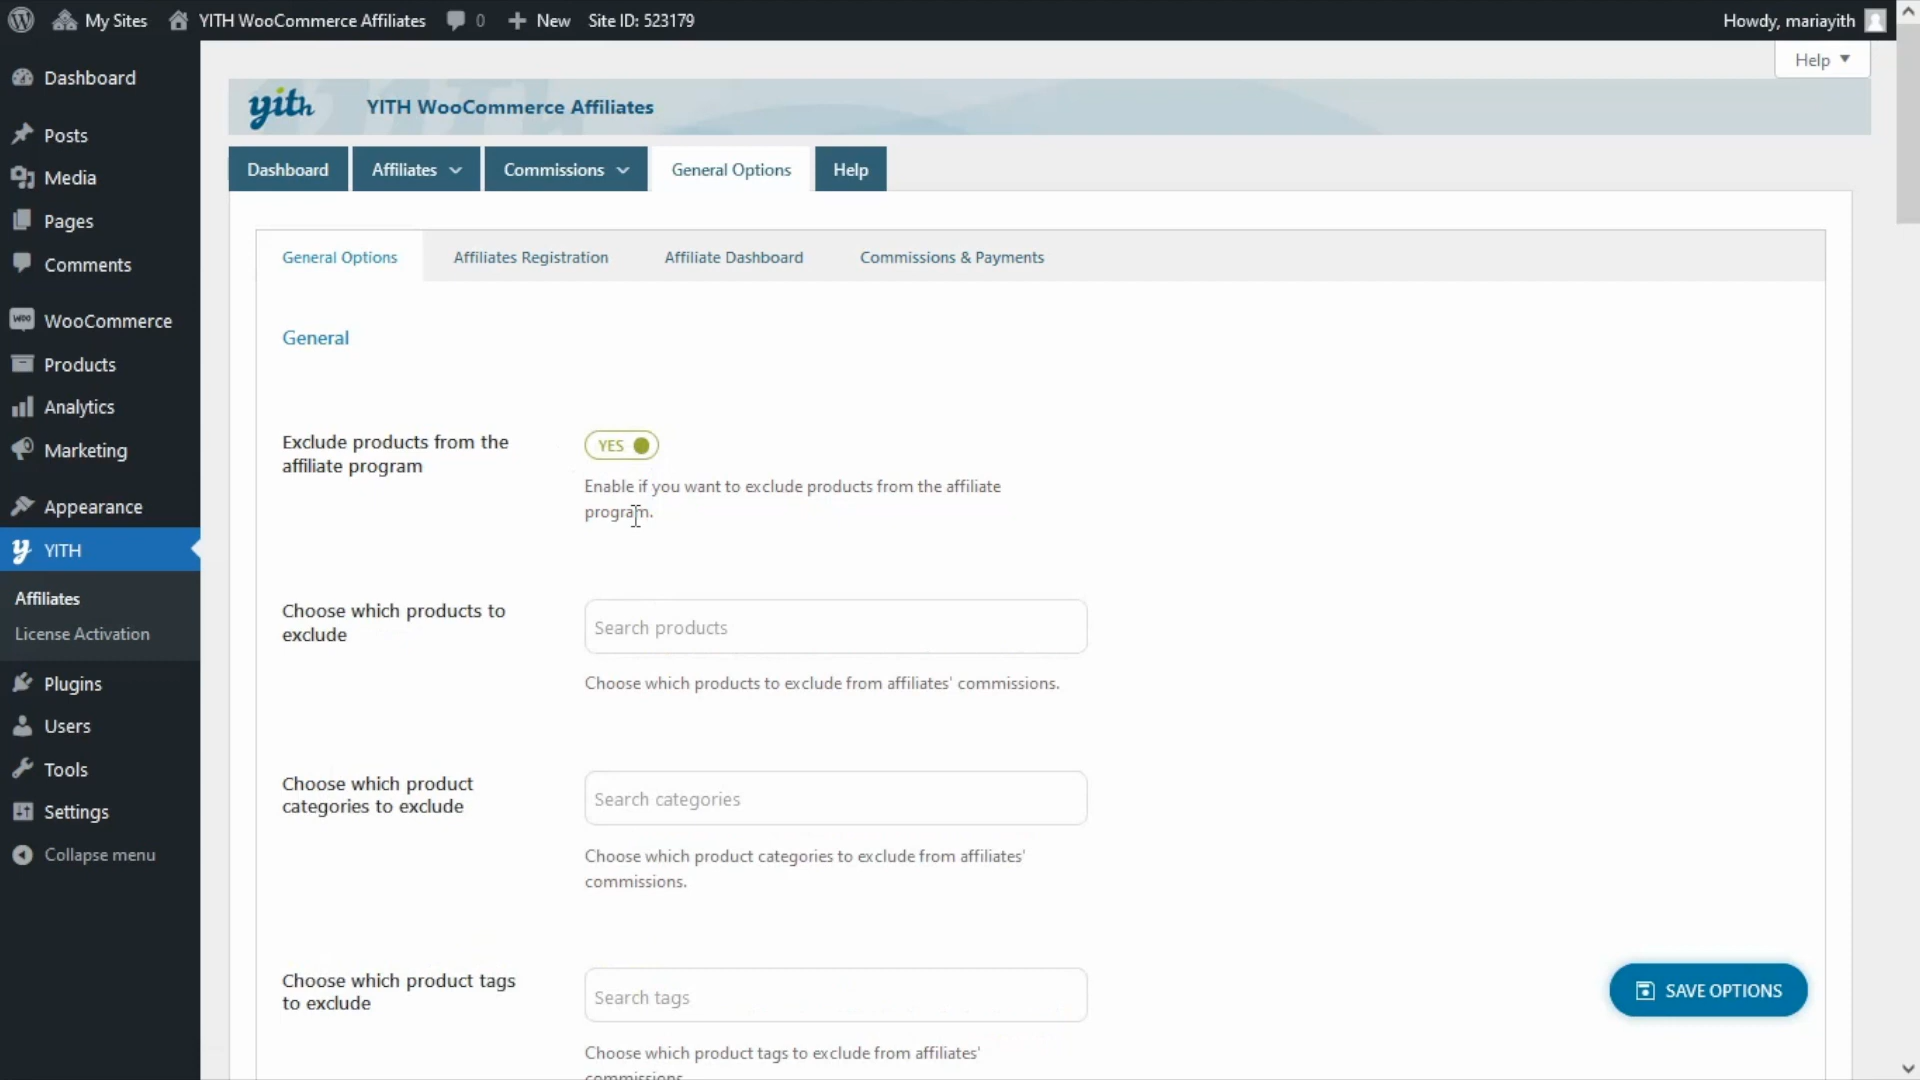 My Sites
YITH WooCommerce Affiliates
0
New
Site ID: 523179
Howdy, mariayith
Help
Dashboard
Posts
Media
Pages
Comments
WooCommerce
Products
Analytics
Marketing
Appearance
YITH
Affiliates
License Activation
Plugins
Users
Tools
Settings
Collapse menu
yith
YITH WooCommerce Affiliates
Dashboard
Affiliates
Commissions
General Options
Help
General Options
Affiliates Registration
Affiliate Dashboard
Commissions & Payments
General
Exclude products from the
affiliate program
YES
Enable if you want to exclude products from the affiliate
program.
Choose which products to
exclude
Search products
Choose which products to exclude from affiliates' commissions.
Choose which product
categories to exclude
Search categories
Choose which product categories to exclude from affiliates'
commissions.
Choose which product tags
to exclude
Search tags
Choose which product tags to exclude from affiliates'
commissions
SAVE OPTIONS